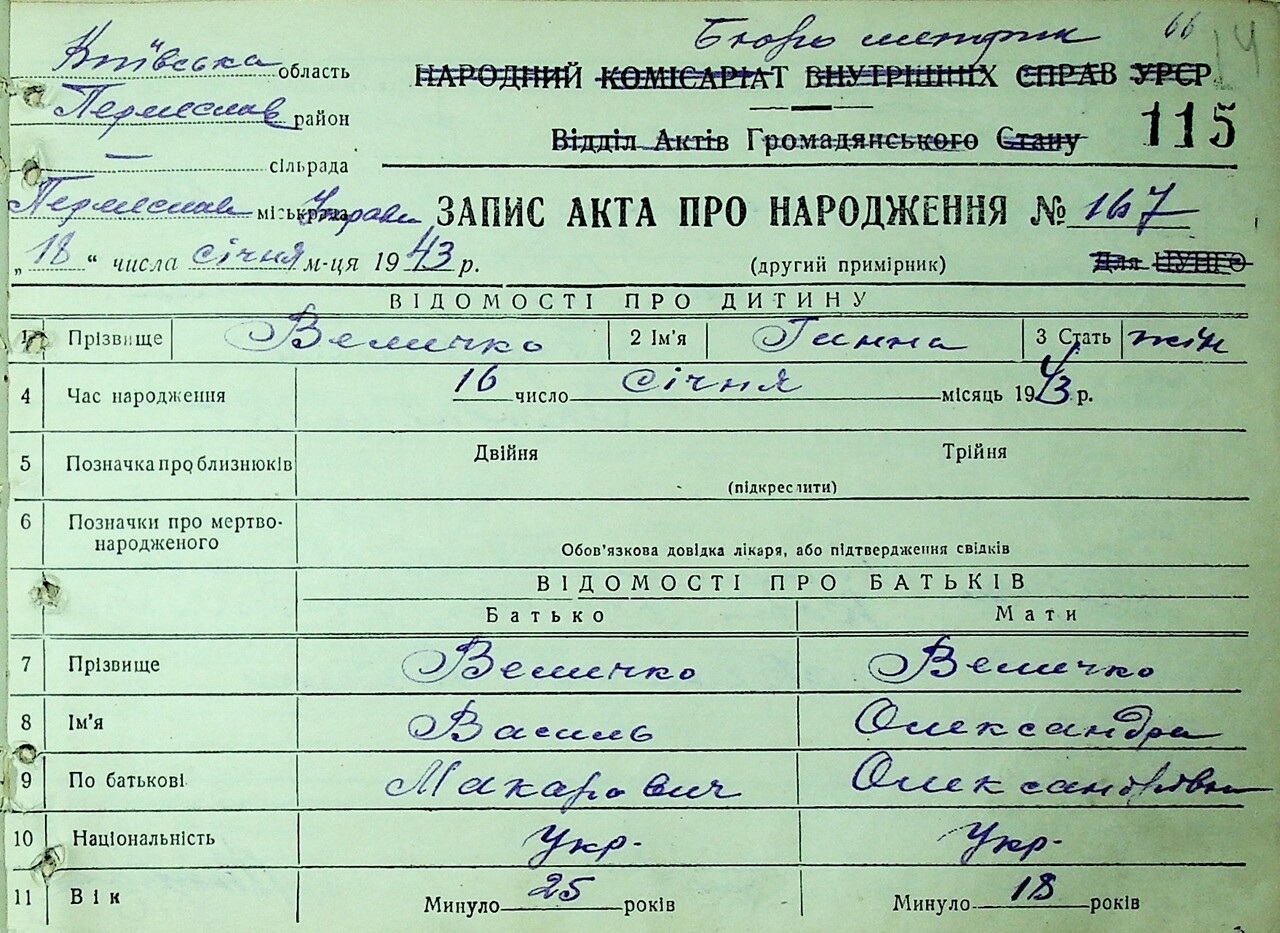 Київська область
Бюро метрик
66
14
НАРОДНИЙ КОМІСАРІАТ ВНУТРІШНІХ СПРАВ УРСР
Переяслав район
Відділ Актів Громадянського Стану
115
— сільрада
Переяслав міськрада Управа
ЗАПИС АКТА ПРО НАРОДЖЕННЯ № 167
„18“ числа січня м-ця 1943 р.
(другий примірник)
Для ЦУНГО
ВІДОМОСТІ ПРО ДИТИНУ
1 Прізвище Величко 2 Ім'я Ганна 3 Стать жін
4 Час народження 16 число січня місяць 1943 р.
5 Позначка про близнюків Двійня Трійня
(підкреслити)
6 Позначки про мертво-
народженого
Обов'язкова довідка лікаря, або підтвердження свідків
ВІДОМОСТІ ПРО БАТЬКІВ
Батько Мати
7 Прізвище Величко Величко
8 Ім'я Василь Олександра
9 По батькові Макарович Олександрівна
10 Національність Укр. Укр.
11 Вік Минуло 25 років Минуло 18 років